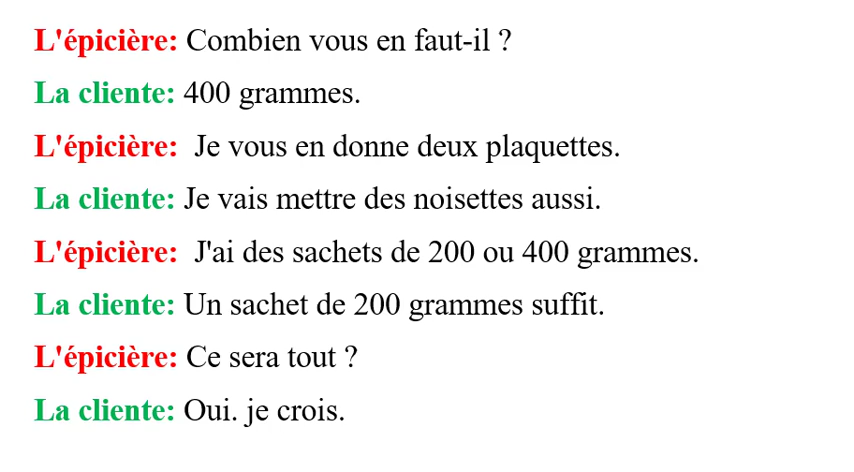 L'épicière: Combien vous en faut-il ?
La cliente: 400 grammes.
L'épicière: Je vous en donne deux plaquettes.
La cliente: Je vais mettre des noisettes aussi.
L'épicière: J'ai des sachets de 200 ou 400 grammes.
La cliente: Un sachet de 200 grammes suffit.
L'épicière: Ce sera tout ?
La cliente: Oui. je crois.